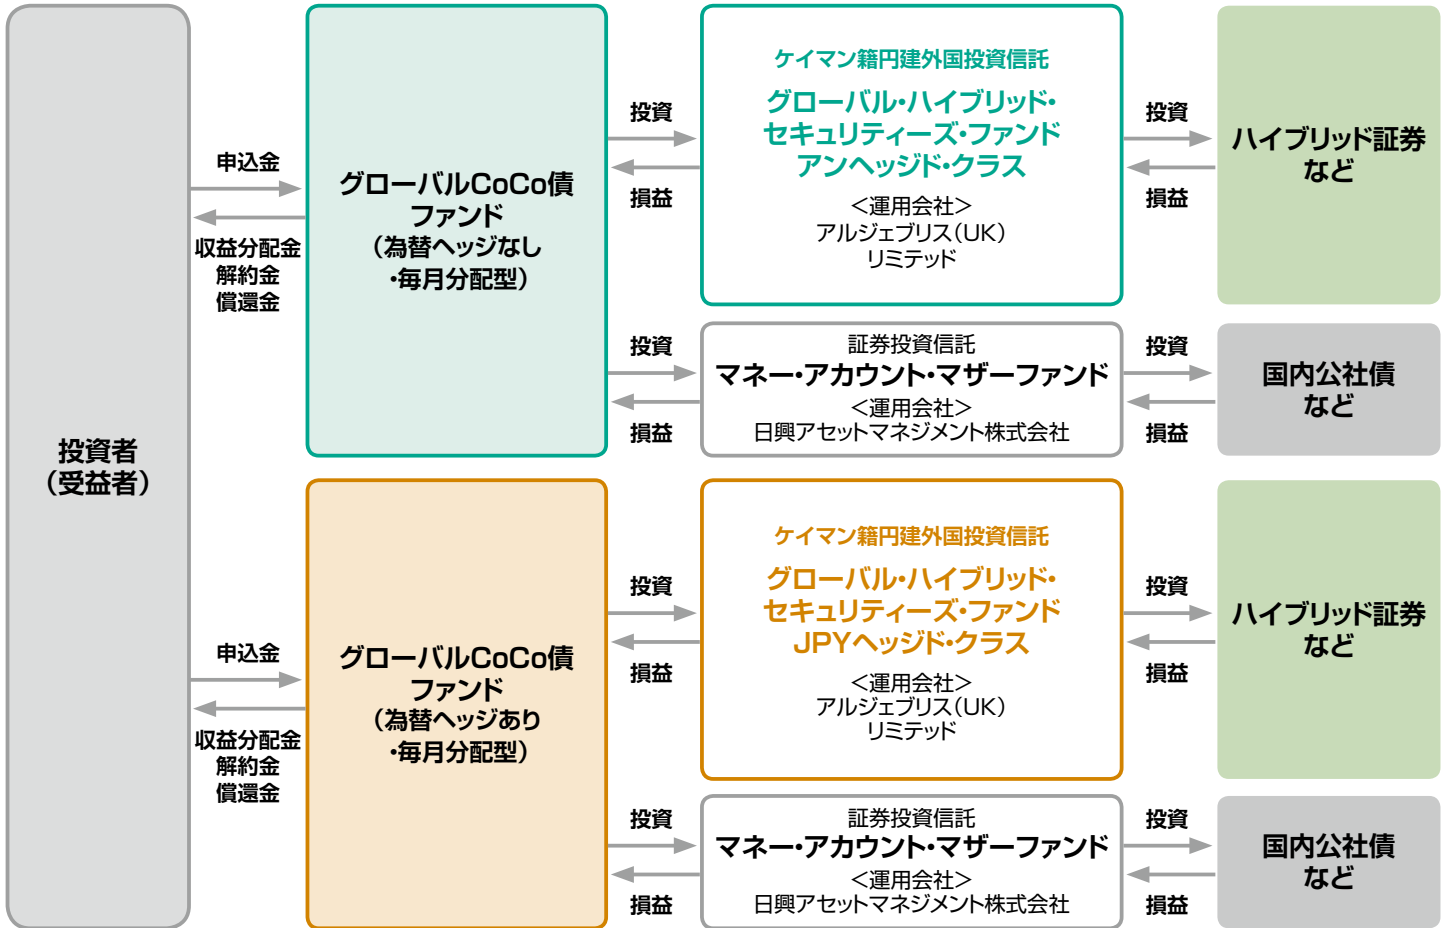 投資者
（受益者）
申込金
収益分配金
解約金
償還金
グローバルCoCo債
ファンド
（為替ヘッジなし
・毎月分配型）
投資
損益
ケイマン籍円建外国投資信託
グローバル・ハイブリッド・
セキュリティーズ・ファンド
アンヘッジド・クラス
＜運用会社＞
アルジェブリス（UK）
リミテッド
投資
損益
ハイブリッド証券
など
投資
損益
証券投資信託
マネー・アカウント・マザーファンド
＜運用会社＞
日興アセットマネジメント株式会社
投資
損益
国内公社債
など
申込金
収益分配金
解約金
償還金
グローバルCoCo債
ファンド
（為替ヘッジあり
・毎月分配型）
投資
損益
ケイマン籍円建外国投資信託
グローバル・ハイブリッド・
セキュリティーズ・ファンド
JPYヘッジド・クラス
＜運用会社＞
アルジェブリス（UK）
リミテッド
投資
損益
ハイブリッド証券
など
投資
損益
証券投資信託
マネー・アカウント・マザーファンド
＜運用会社＞
日興アセットマネジメント株式会社
投資
損益
国内公社債
など